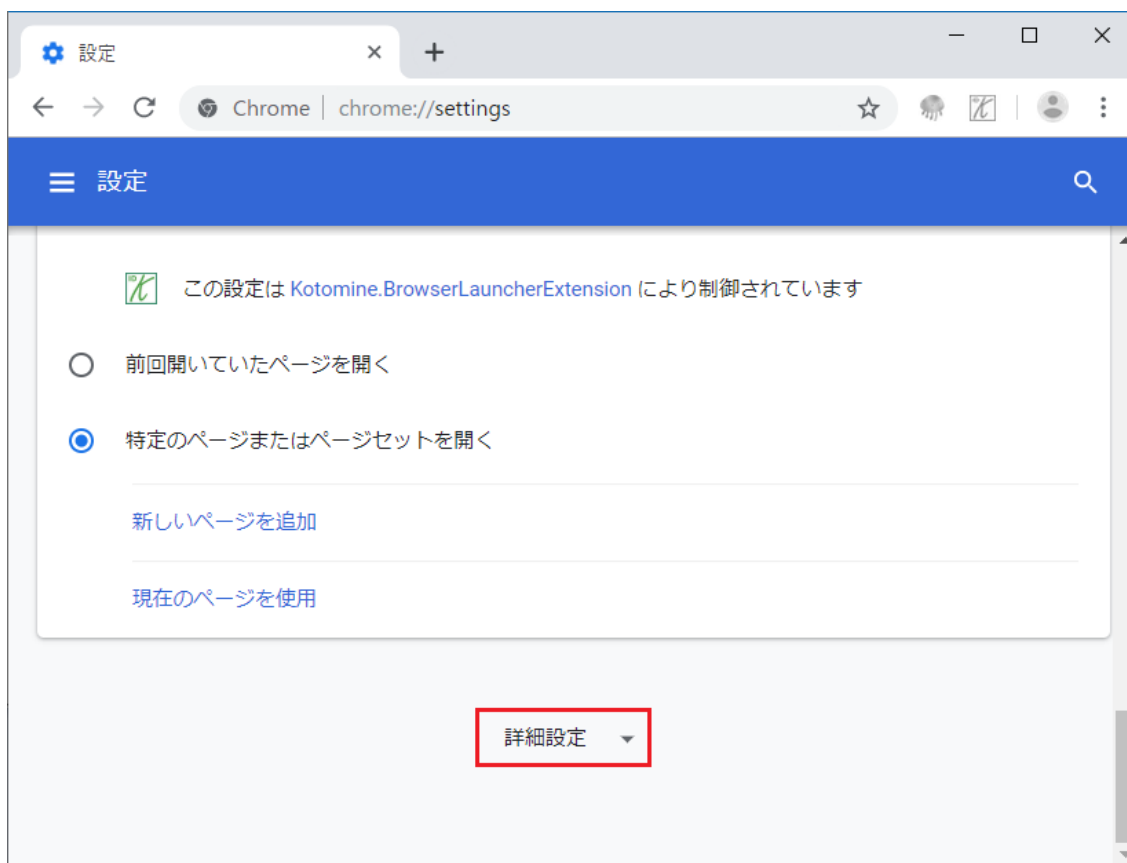 設定
Chrome chrome://settings
設定
この設定は Kotomine.BrowserLauncherExtension により制御されています
前回開いていたページを開く
特定のページまたはページセットを開く
新しいページを追加
現在のページを使用
詳細設定